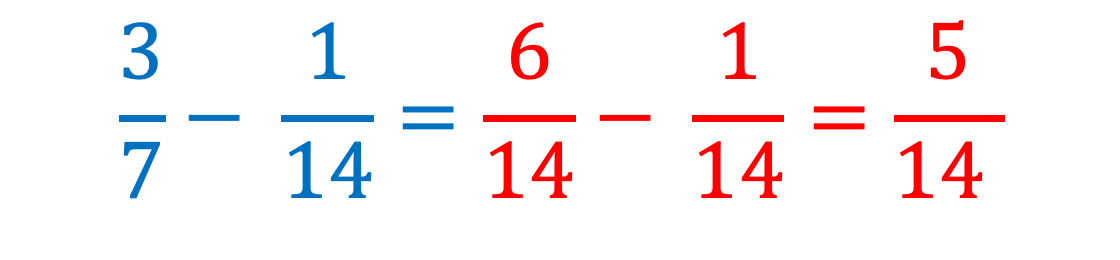 3/7 − 1/14 = 6/14 − 1/14 = 5/14